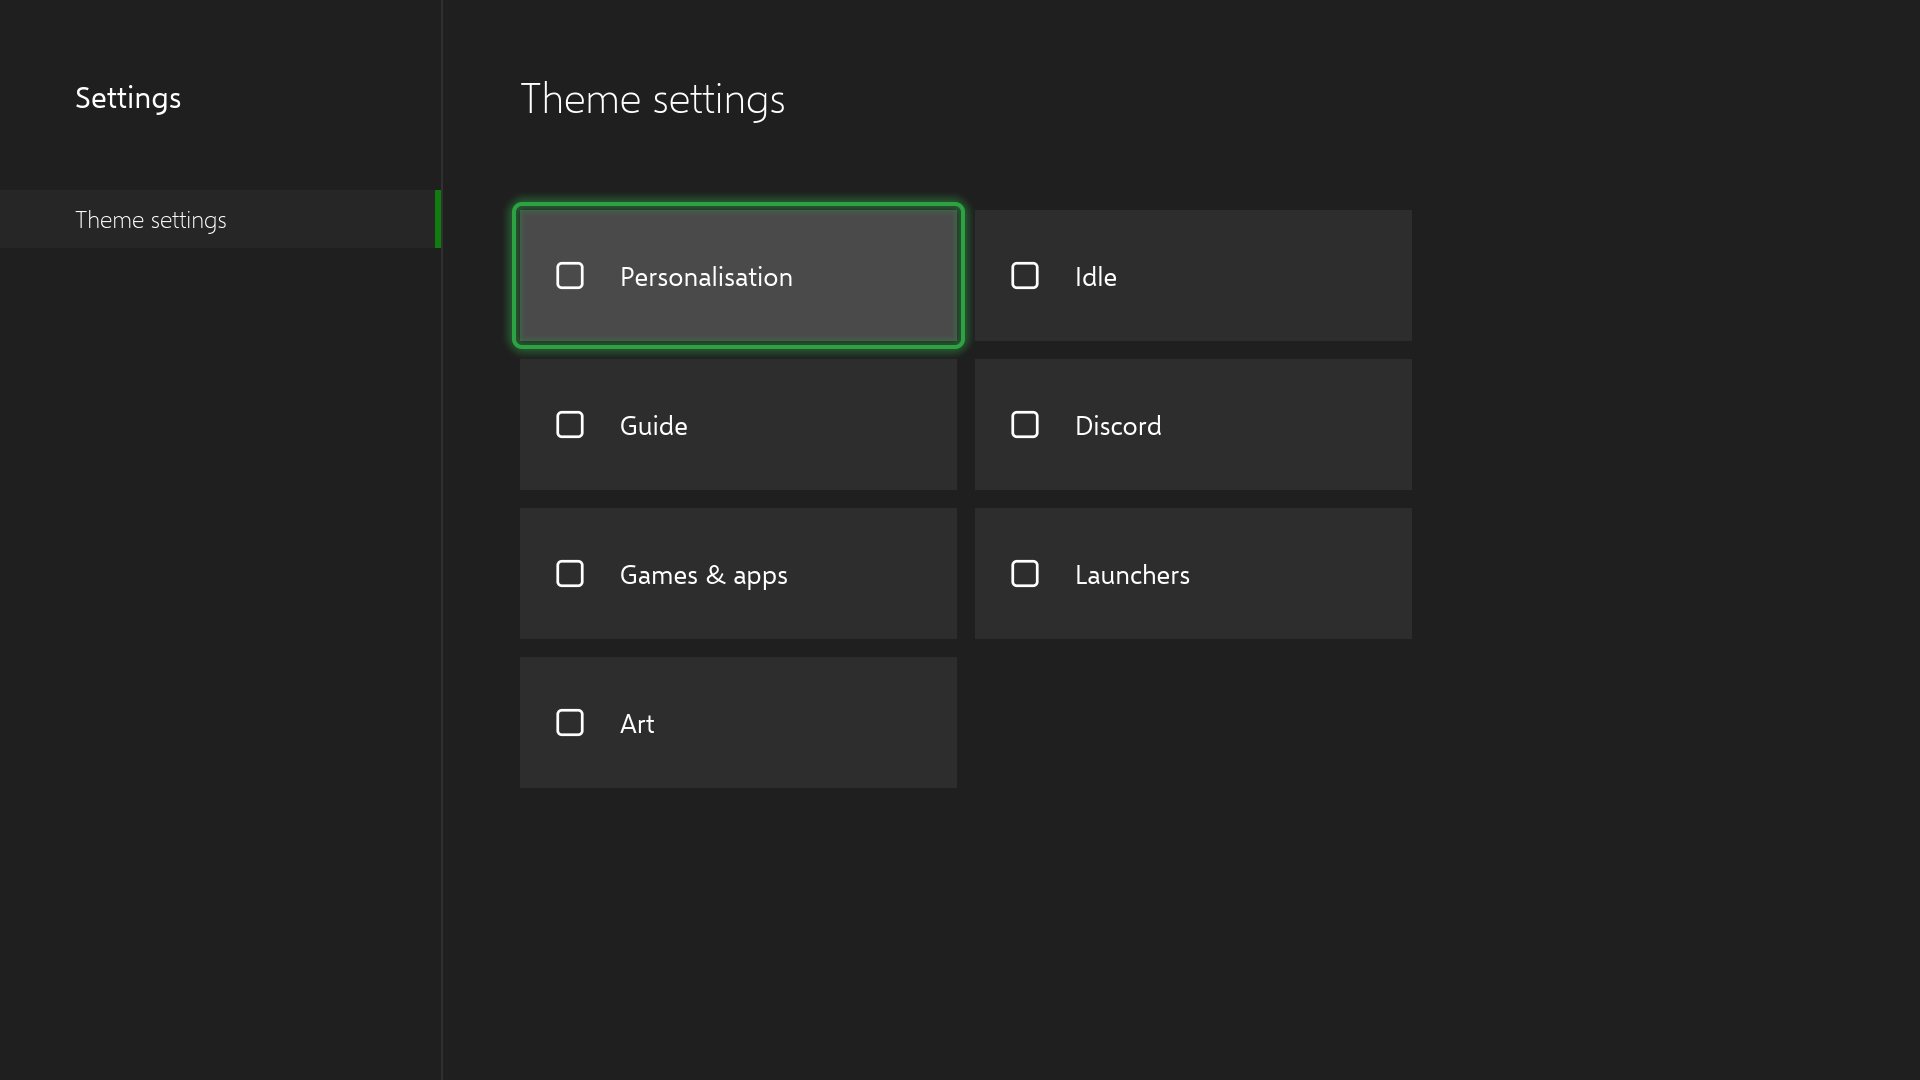 Settings
Theme settings
Theme settings
Personalisation
Idle
Guide
Discord
Games & apps
Launchers
Art